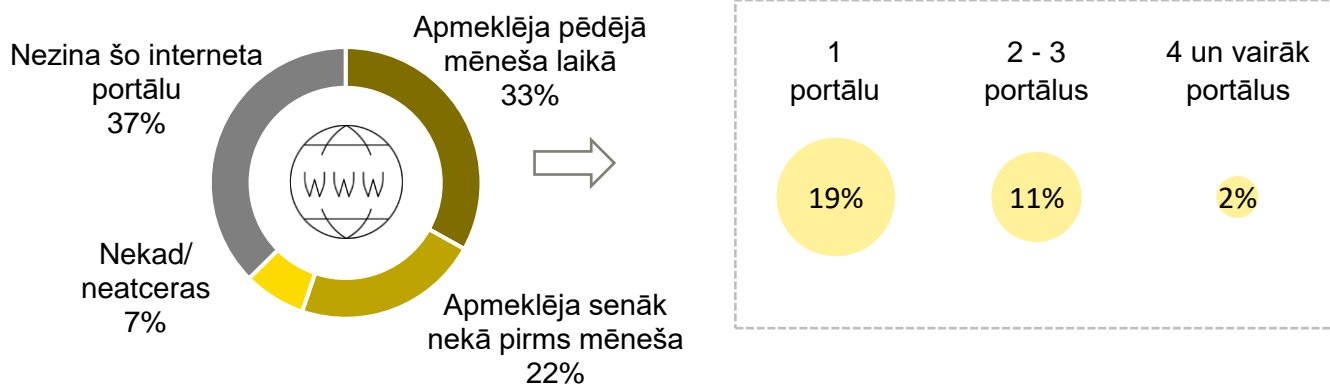 Apmeklēja pēdējā
mēneša laikā
33%
Nezina šo interneta
portālu
37%
WWW
Nekad/
neatceras
7%
Apmeklēja senāk
nekā pirms mēneša
22%
1
portālu
2 - 3
portālus
4 un vairāk
portālus
19%
11%
2%